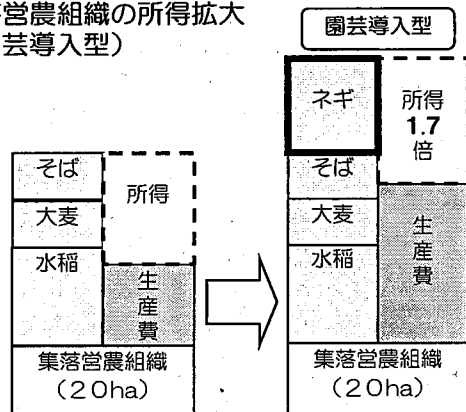 営農組織の所得拡大
芸導入型)
園芸導入型
そば
大麦
水稲
所得
生産費
集落営農組織
(20ha)
ネギ
そば
大麦
水稲
所得
1.7
倍
生産費
集落営農組織
(20ha)